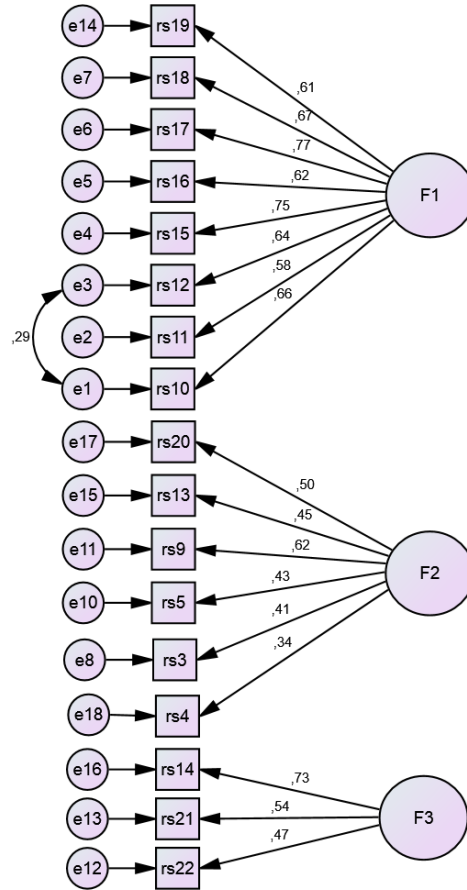 e14 rs19
,61
e7 rs18
,67
e6 rs17
,77
e5 rs16
,62
F1
e4 rs15
,75
,64
e3 rs12
,58
,29
e2 rs11
,66
e1 rs10
e17 rs20
,50
e15 rs13
,45
e11 rs9
,62
F2
e10 rs5
,43
,41
e8 rs3
,34
e18 rs4
e16 rs14
,73
e13 rs21
,54
F3
,47
e12 rs22